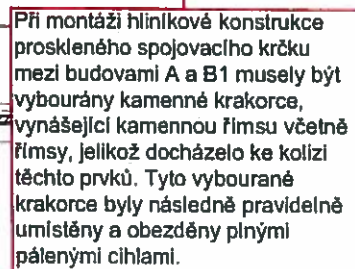 Při montáži hliníkové konstrukce
proskleného spojovacího krčku
mezi budovami A a B1 musely být
vybourány kamenné krakorce,
vynášející kamennou římsu včetně
římsy, jelikož docházelo ke kolizi
těchto prvků. Tyto vybourané
krakorce byly následně pravidelně
umístěny a obezděny plnými
pálenými cihlami.